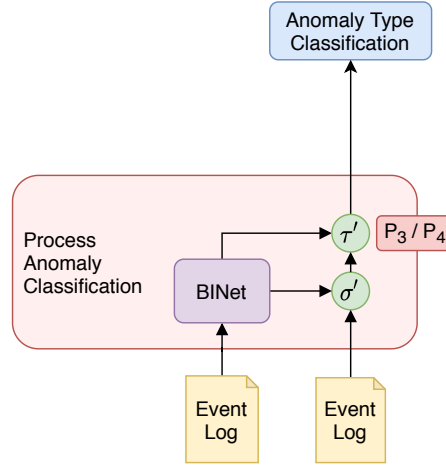 Anomaly Type
Classification
τ′
P₃ / P₄
Process
Anomaly
Classification
BINet
σ′
Event
Log
Event
Log